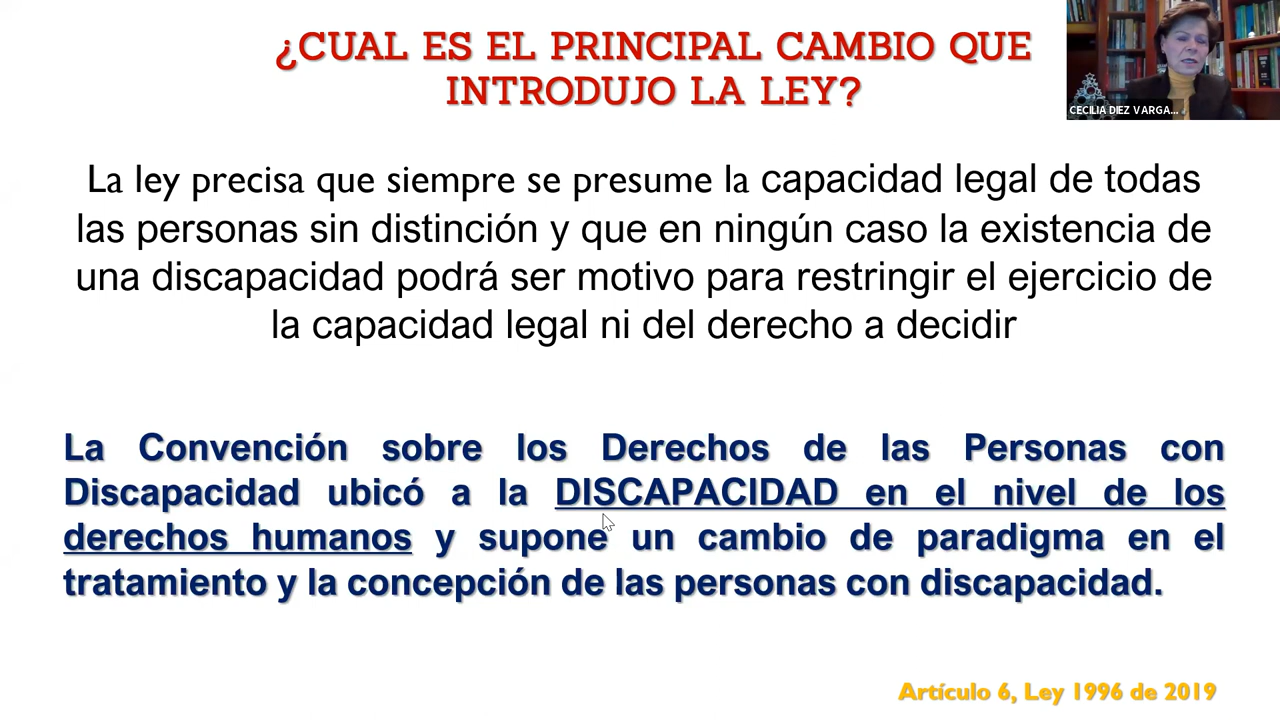 ¿CUAL ES EL PRINCIPAL CAMBIO QUE
INTRODUJO LA LEY?
CECILIA DIEZ VARGA...
La ley precisa que siempre se presume la capacidad legal de todas
las personas sin distinción y que en ningún caso la existencia de
una discapacidad podrá ser motivo para restringir el ejercicio de
la capacidad legal ni del derecho a decidir
La Convención sobre los Derechos de las Personas con
Discapacidad ubicó a la DISCAPACIDAD en el nivel de los
derechos humanos y supone un cambio de paradigma en el
tratamiento y la concepción de las personas con discapacidad.
Artículo 6, Ley 1996 de 2019